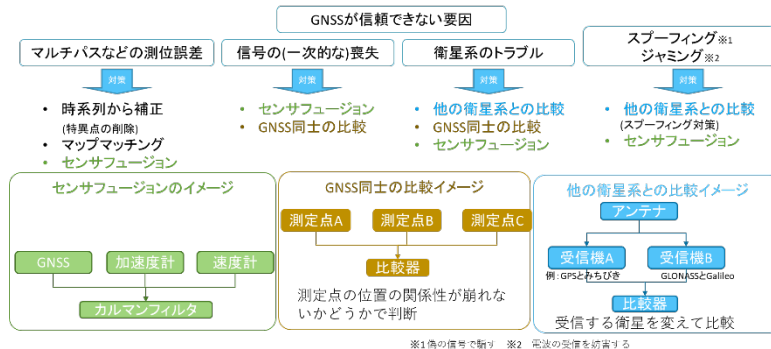 GNSSが信頼できない要因
マルチパスなどの測位誤差
信号の(一次的な)喪失
衛星系のトラブル
スプーフィング※1
ジャミング※2
対策
対策
対策
対策
• 時系列から補正
(特異点の削除)
• マップマッチング
• センサフュージョン
• センサフュージョン
• GNSS同士の比較
• 他の衛星系との比較
• GNSS同士の比較
• センサフュージョン
• 他の衛星系との比較
(スプーフィング対策)
• センサフュージョン
センサフュージョンのイメージ
GNSS
加速度計
速度計
カルマンフィルタ
GNSS同士の比較イメージ
測定点A
測定点B
測定点C
比較器
測定点の位置の関係性が崩れな
いかどうかで判断
他の衛星系との比較イメージ
アンテナ
受信機A
受信機B
例：GPSとみちびき
GLONASSとGalileo
比較器
受信する衛星を変えて比較
※1偽の信号で騙す ※2 電波の受信を妨害する